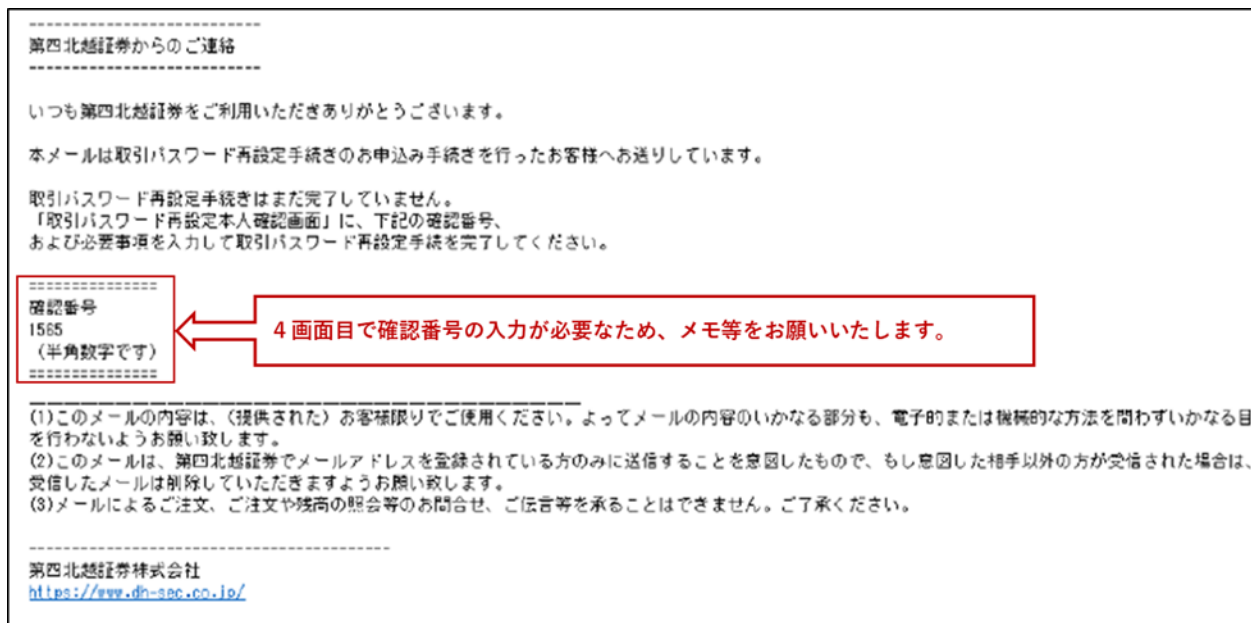 ---------------------------
第四北越証券からのご連絡
---------------------------
いつも第四北越証券をご利用いただきありがとうございます。
本メールは取引パスワード再設定手続きのお申込み手続きを行ったお客様へお送りしています。
取引パスワード再設定手続きはまだ完了していません。
「取引パスワード再設定本人確認画面」に、下記の確認番号、
および必要事項を入力して取引パスワード再設定手続を完了してください。
===============
確認番号
1565
（半角数字です）
===============
４画面目で確認番号の入力が必要なため、メモ等をお願いいたします。
(1)このメールの内容は、（提供された）お客様限りでご使用ください。よってメールの内容のいかなる部分も、電子的または機械的な方法を問わずいかなる目
を行わないようお願い致します。
(2)このメールは、第四北越証券でメールアドレスを登録されている方のみに送信することを意図したもので、もし意図した相手以外の方が受信された場合は、
受信したメールは削除していただきますようお願い致します。
(3)メールによるご注文、ご注文や残高の照会等のお問合せ、ご伝言等を承ることはできません。ご了承ください。
------------------------------------------
第四北越証券株式会社
https://www.dh-sec.co.jp/